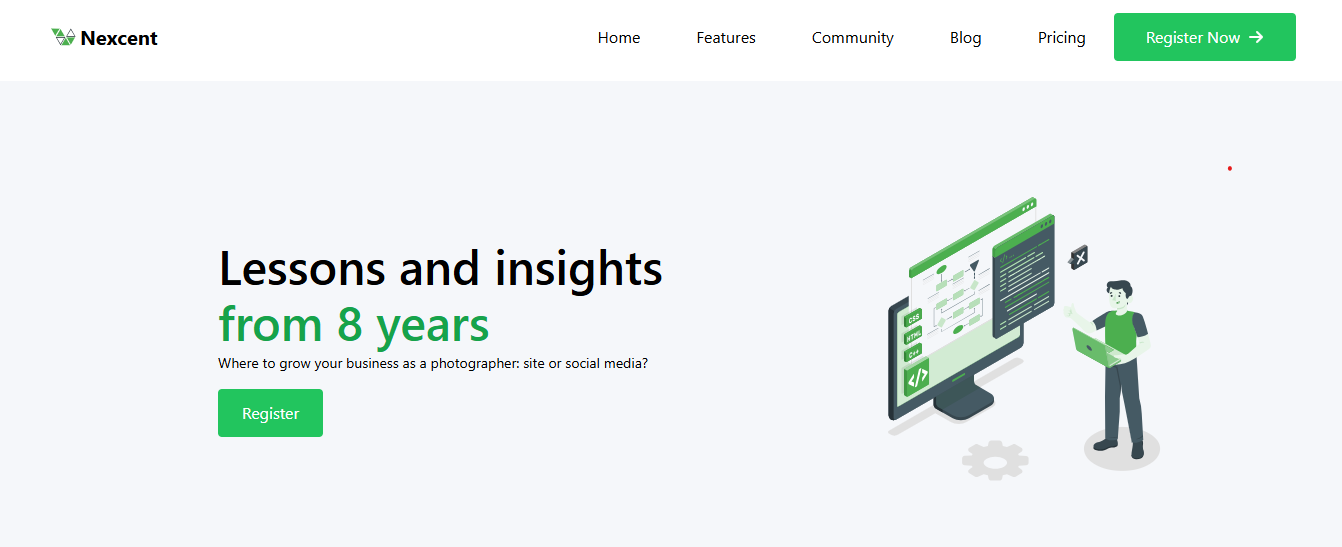 Nexcent
Home
Features
Community
Blog
Pricing
Register Now
Lessons and insights
from 8 years
Where to grow your business as a photographer: site or social media?
Register
CSS
HTML
C++
</>